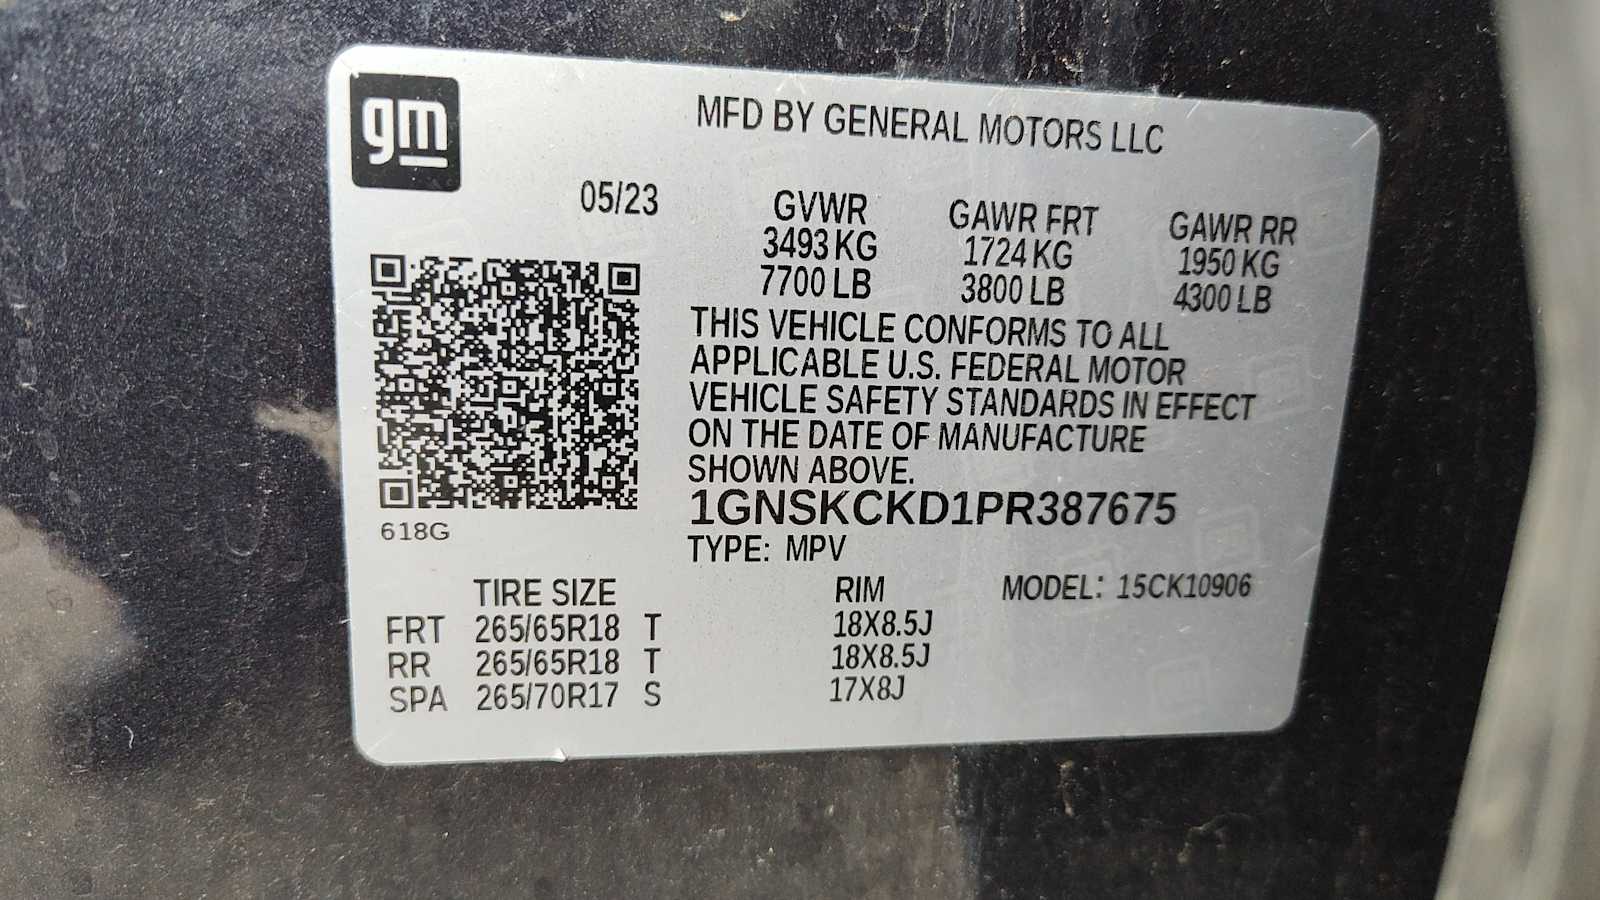 gm
MFD BY GENERAL MOTORS LLC
05/23
GVWR GAWR FRT GAWR RR
3493 KG 1724 KG 1950 KG
7700 LB 3800 LB 4300 LB
THIS VEHICLE CONFORMS TO ALL
APPLICABLE U.S. FEDERAL MOTOR
VEHICLE SAFETY STANDARDS IN EFFECT
ON THE DATE OF MANUFACTURE
SHOWN ABOVE.
1GNSKCKD1PR387675
618G
TYPE: MPV
TIRE SIZE RIM MODEL: 15CK10906
FRT 265/65R18 T 18X8.5J
RR 265/65R18 T 18X8.5J
SPA 265/70R17 S 17X8J